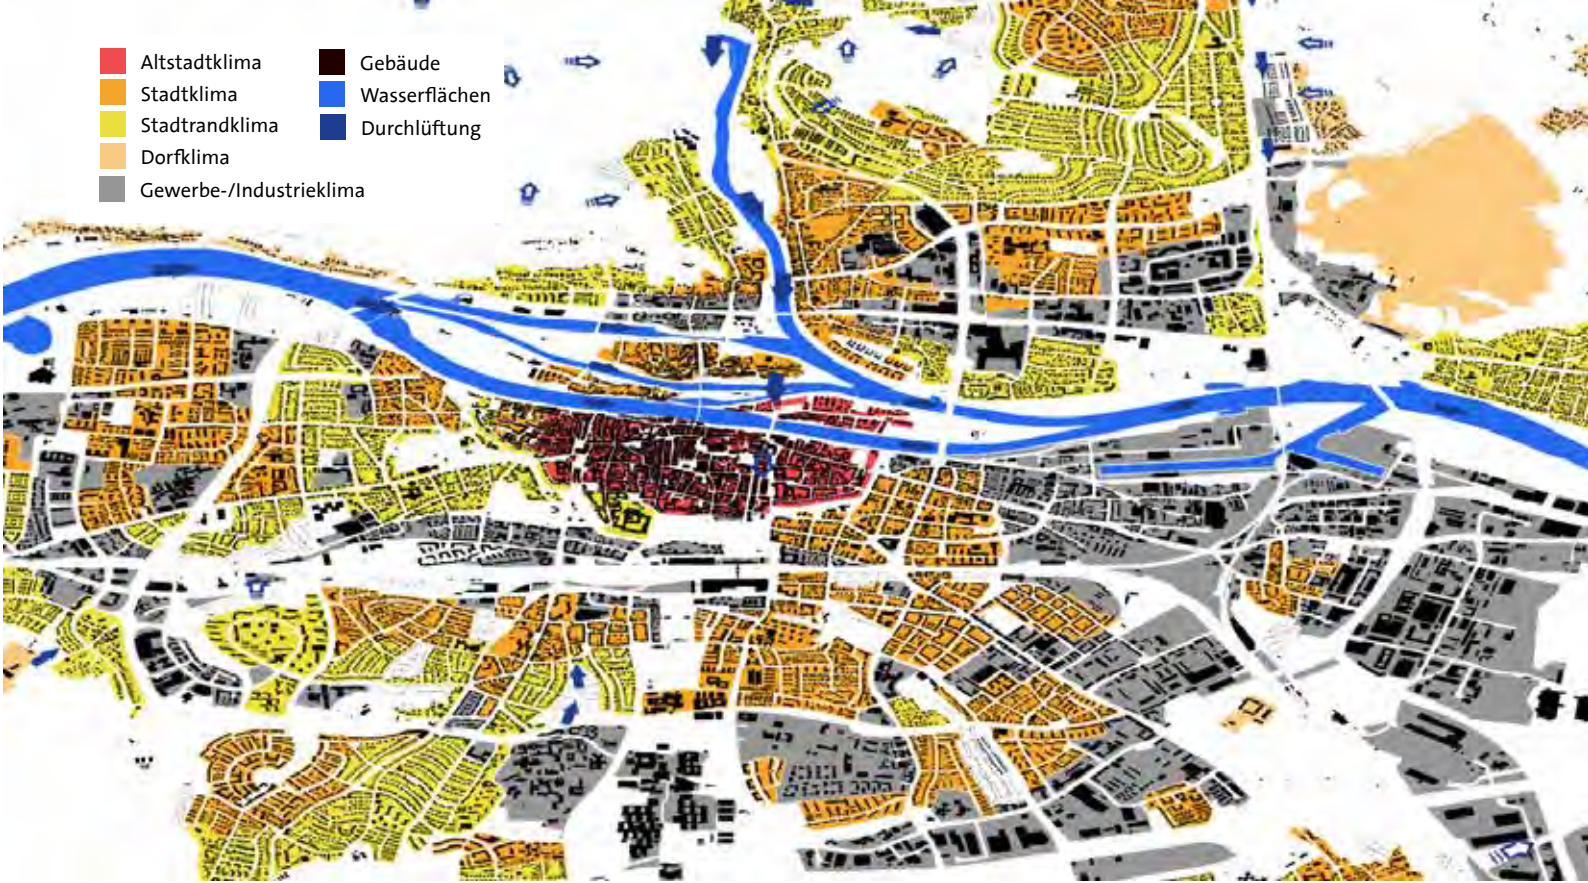 Altstadtklima
Stadtklima
Stadtrandklima
Dorfklima
Gewerbe-/Industrieklima
Gebäude
Wasserflächen
Durchlüftung